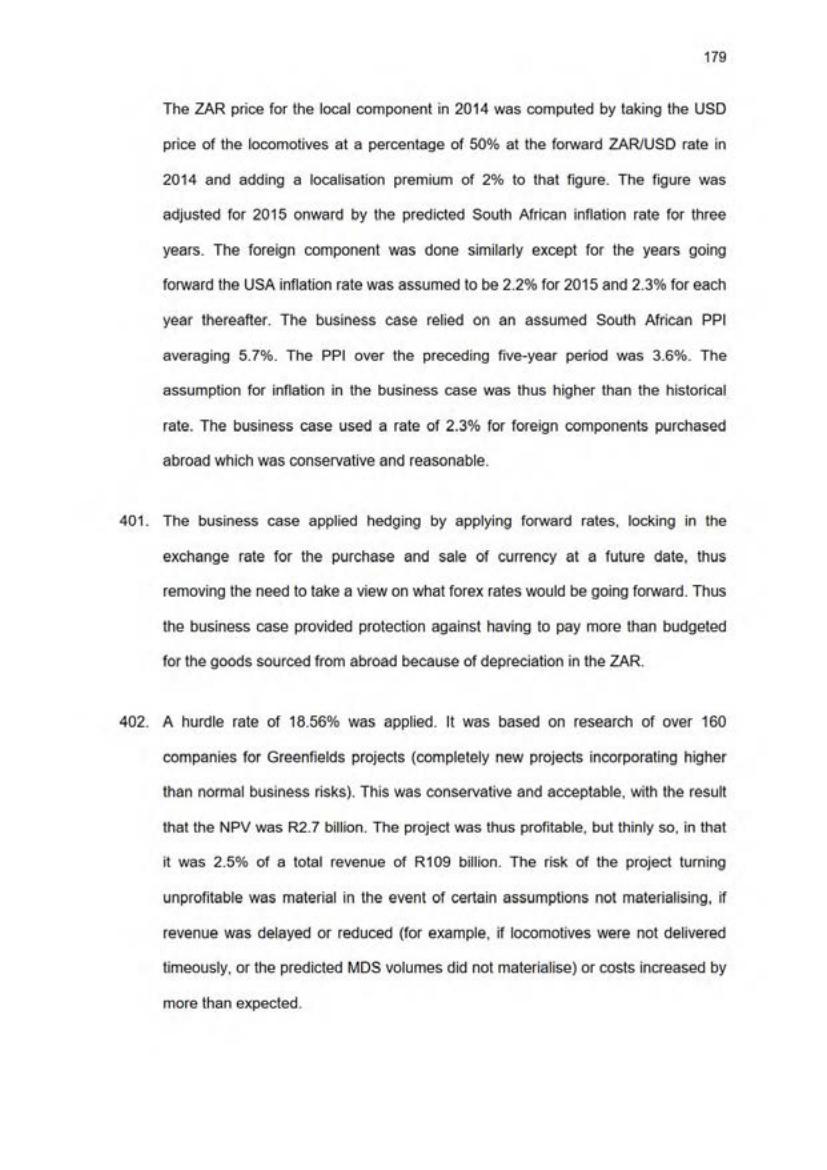 179
The ZAR price for the local component in 2014 was computed by taking the USD
price of the locomotives at a percentage of 50% at the forward ZAR/USD rate in
2014 and adding a localisation premium of 2% to that figure. The figure was
adjusted for 2015 onward by the predicted South African inflation rate for three
years. The foreign component was done similarly except for the years going
forward the USA inflation rate was assumed to be 2.2% for 2015 and 2.3% for each
year thereafter. The business case relied on an assumed South African PPI
averaging 5.7%. The PPI over the preceding five-year period was 3.6%. The
assumption for inflation in the business case was thus higher than the historical
rate. The business case used a rate of 2.3% for foreign components purchased
abroad which was conservative and reasonable.
401. The business case applied hedging by applying forward rates, locking in the
exchange rate for the purchase and sale of currency at a future date, thus
removing the need to take a view on what forex rates would be going forward. Thus
the business case provided protection against having to pay more than budgeted
for the goods sourced from abroad because of depreciation in the ZAR.
402. A hurdle rate of 18.56% was applied. It was based on research of over 160
companies for Greenfields projects (completely new projects incorporating higher
than normal business risks). This was conservative and acceptable, with the result
that the NPV was R2.7 billion. The project was thus profitable, but thinly so, in that
it was 2.5% of a total revenue of R109 billion. The risk of the project turning
unprofitable was material in the event of certain assumptions not materialising, if
revenue was delayed or reduced (for example, if locomotives were not delivered
timeously, or the predicted MDS volumes did not materialise) or costs increased by
more than expected.